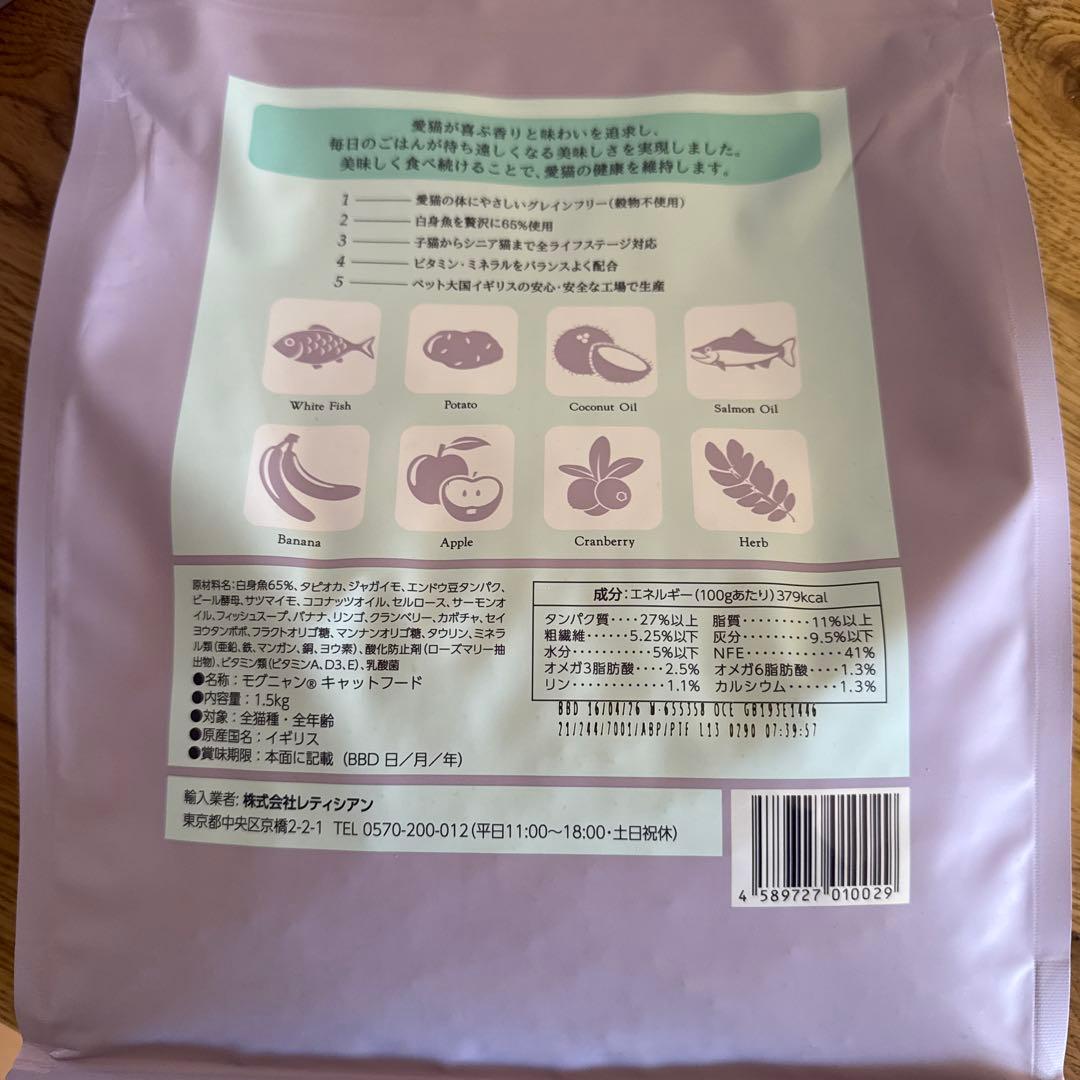 愛猫が喜ぶ香りと味わいを追求し、
毎日のごはんが待ち遠しくなる美味しさを実現しました。
美味しく食べ続けることで、愛猫の健康を維持します。
1 愛猫の体にやさしいグレインフリー(穀物不使用)
2 白身魚を贅沢に65%使用
3 子猫からシニア猫まで全ライフステージ対応
4 ビタミン・ミネラルをバランスよく配合
5 ペット大国イギリスの安心・安全な工場で生産
White Fish Potato Coconut Oil Salmon Oil
Banana Apple Cranberry Herb
原材料名:白身魚65%、タピオカ、ジャガイモ、エンドウ豆タンパク、
ビール酵母、サツマイモ、ココナッツオイル、セルロース、サーモンオ
イル、フィッシュスープ、バナナ、リンゴ、クランベリー、カボチャ、セイ
ヨウタンポポ、フラクトオリゴ糖、マンナンオリゴ糖、タウリン、ミネラ
ル類(亜鉛、鉄、マンガン、銅、ヨウ素)、酸化防止剤(ローズマリー抽
出物)、ビタミン類(ビタミンA、D3、E)、乳酸菌
●名称:モグニャン® キャットフード
●内容量:1.5kg
●対象:全猫種・全年齢
●原産国名:イギリス
●賞味期限:本面に記載(BBD 日/月/年)
成分:エネルギー(100gあたり)379kcal
タンパク質････27%以上 脂質････････11%以上
粗繊維･･････5.25%以下 灰分････････9.5%以下
水分･･････････5%以下 NFE･･････････41%
オメガ3脂肪酸････2.5% オメガ6脂肪酸････1.3%
リン･･････････1.1% カルシウム･･････1.3%
BBD 16/04/26 W-655358 OCE GB193E1446
21/244/7001/ABP/PTF L13 0290 07:39:57
輸入業者:株式会社レティシアン
東京都中央区京橋2-2-1 TEL 0570-200-012(平日11:00〜18:00・土日祝休)
4 589727 010029